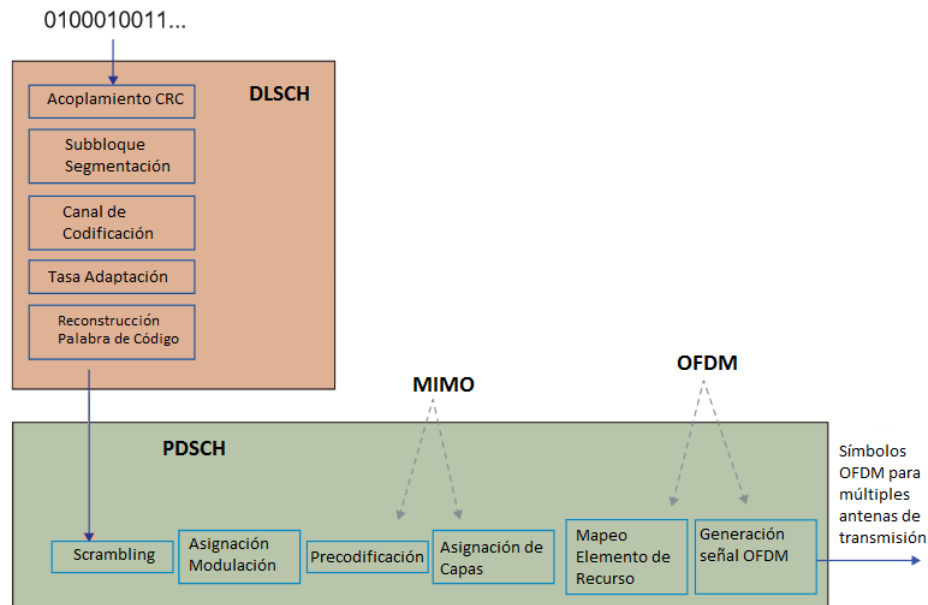 0100010011...
DLSCH
Acoplamiento CRC
Subbloque
Segmentación
Canal de
Codificación
Tasa Adaptación
Reconstrucción
Palabra de Código
MIMO
OFDM
PDSCH
Scrambling
Asignación
Modulación
Precodificación
Asignación de
Capas
Mapeo
Elemento de
Recurso
Generación
señal OFDM
Símbolos
OFDM para
múltiples
antenas de
transmisión